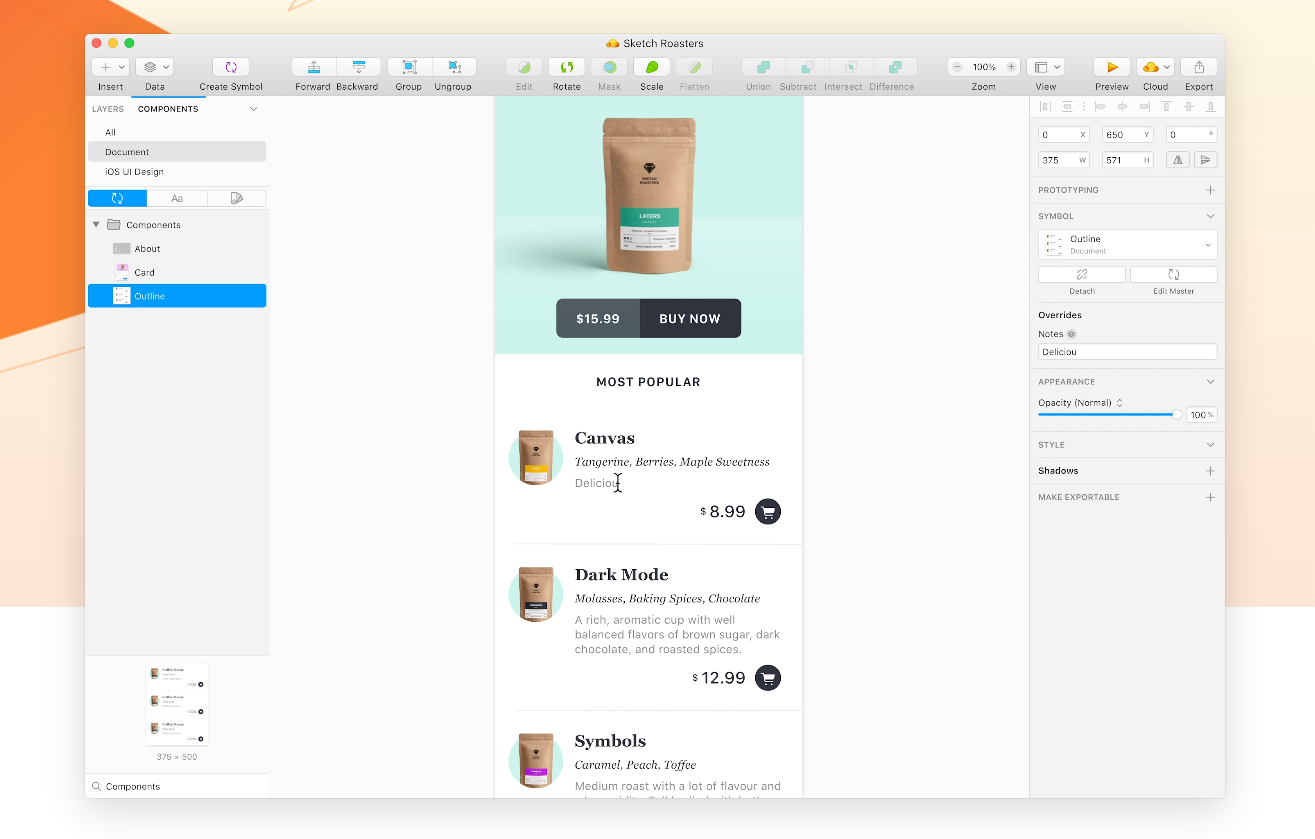 Sketch Roasters
100%
Insert
Data
Create Symbol
Forward
Backward
Group
Ungroup
Edit
Rotate
Mask
Scale
Flatten
Union
Subtract
Intersect
Difference
Zoom
View
Preview
Cloud
Export
LAYERS
COMPONENTS
All
Document
iOS UI Design
Aa
Components
About
Card
Outline
375 × 500
Components
SKETCH
ROASTERS
LAYERS
$15.99
BUY NOW
MOST POPULAR
Canvas
Tangerine, Berries, Maple Sweetness
Deliciou
$ 8.99
Dark Mode
Molasses, Baking Spices, Chocolate
A rich, aromatic cup with well
balanced flavors of brown sugar, dark
chocolate, and roasted spices.
$ 12.99
Symbols
Caramel, Peach, Toffee
Medium roast with a lot of flavour and
0 X
650 Y
0 °
375 W
571 H
PROTOTYPING
SYMBOL
Outline
Document
Detach
Edit Master
Overrides
Notes
Deliciou
APPEARANCE
Opacity (Normal)
100 %
STYLE
Shadows
MAKE EXPORTABLE
Coffee Name
Coffee Name
Coffee Name